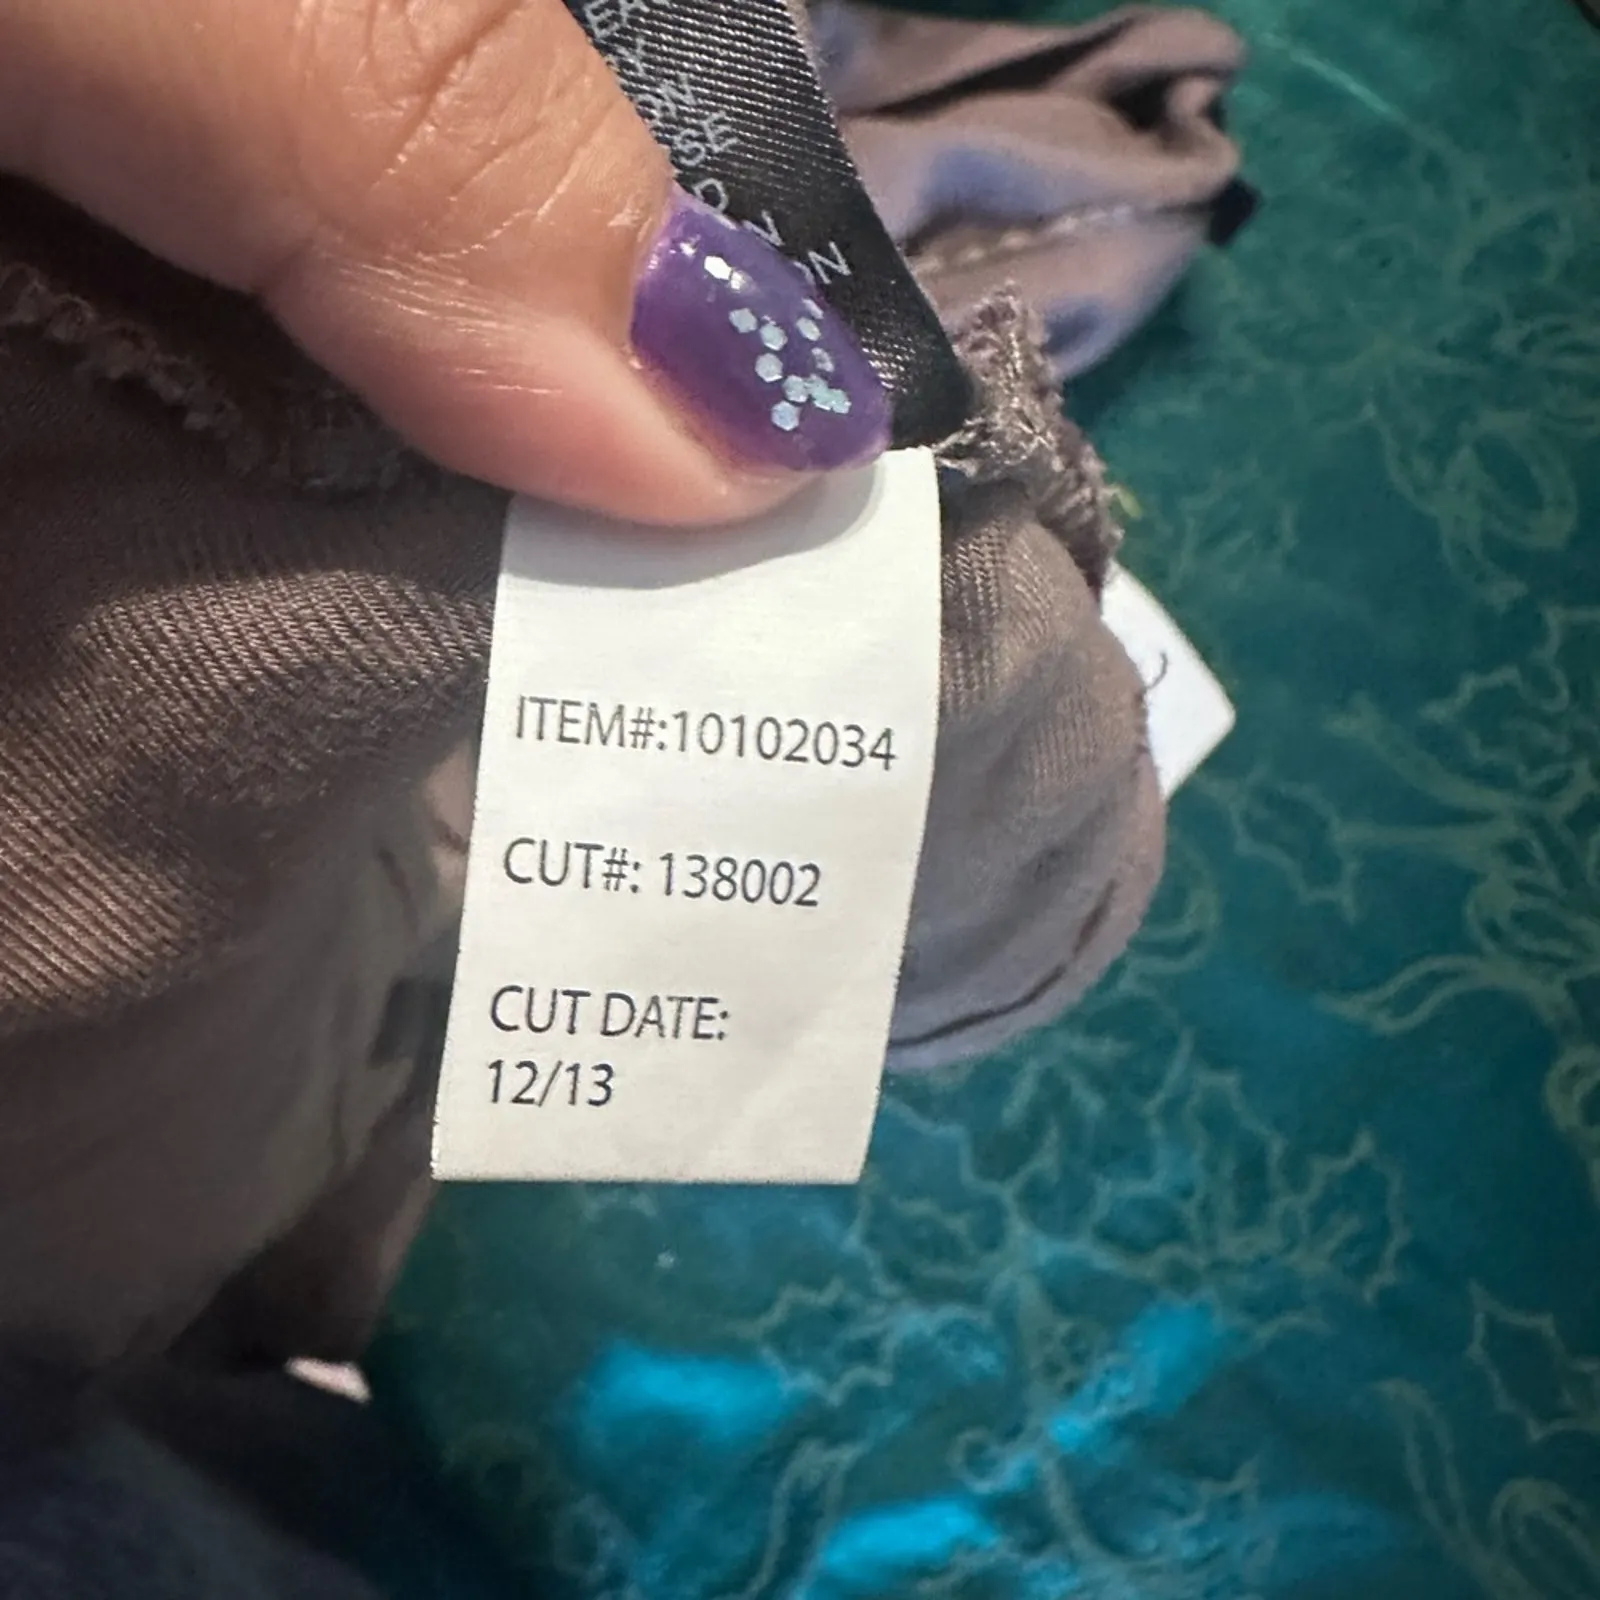 ITEM#:10102034
CUT#: 138002
CUT DATE:
12/13